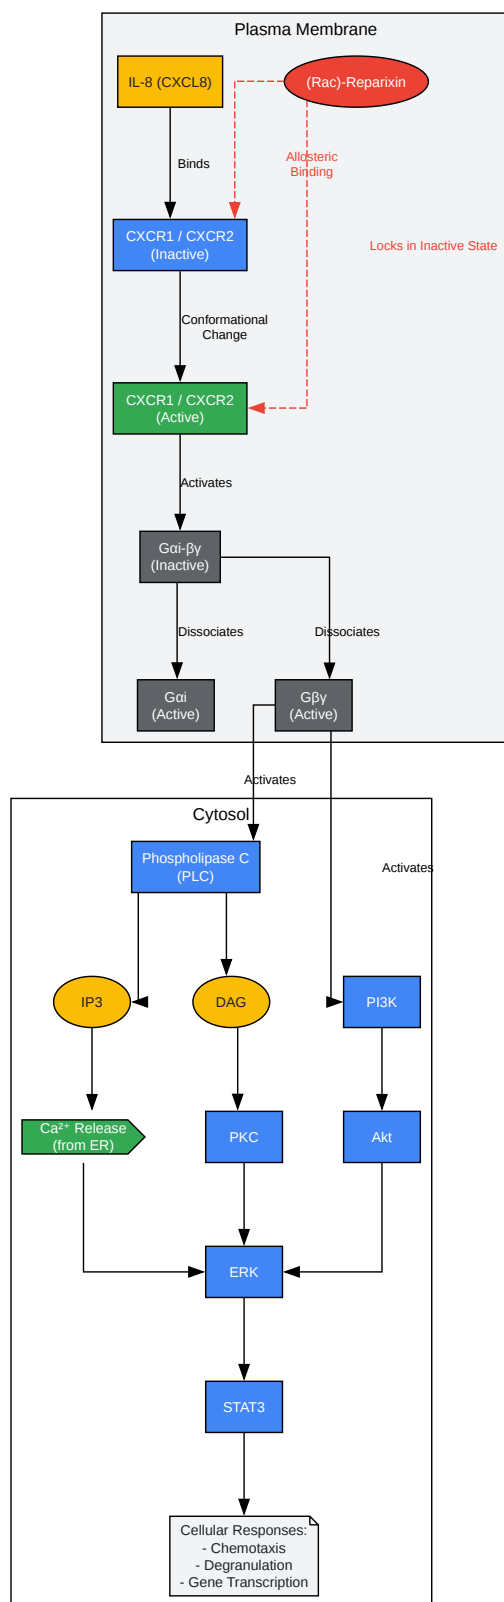 Plasma Membrane
IL-8 (CXCL8)
(Rac)-Reparixin
Binds
Allosteric
Binding
CXCR1 / CXCR2
(Inactive)
Locks in Inactive State
Conformational
Change
CXCR1 / CXCR2
(Active)
Activates
Gαi-βγ
(Inactive)
Dissociates
Dissociates
Gαi
(Active)
Gβγ
(Active)
Activates
Cytosol
Phospholipase C
(PLC)
Activates
IP3
DAG
PI3K
Ca²⁺ Release
(from ER)
PKC
Akt
ERK
STAT3
Cellular Responses:
- Chemotaxis
- Degranulation
- Gene Transcription